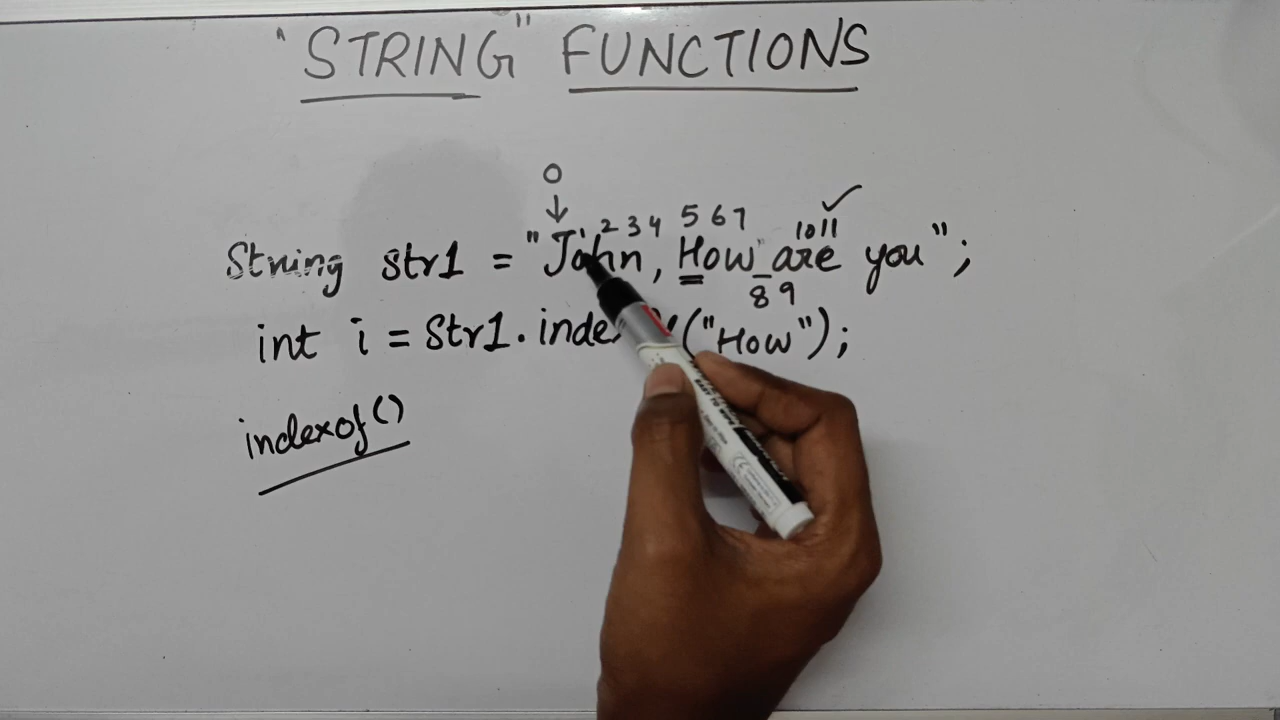 "STRING" FUNCTIONS
0
1 2 3 4 5 6 7 10 11
String str1 = "John, How are you";
8 9
int i = Str1.inde ("How");
indexof()